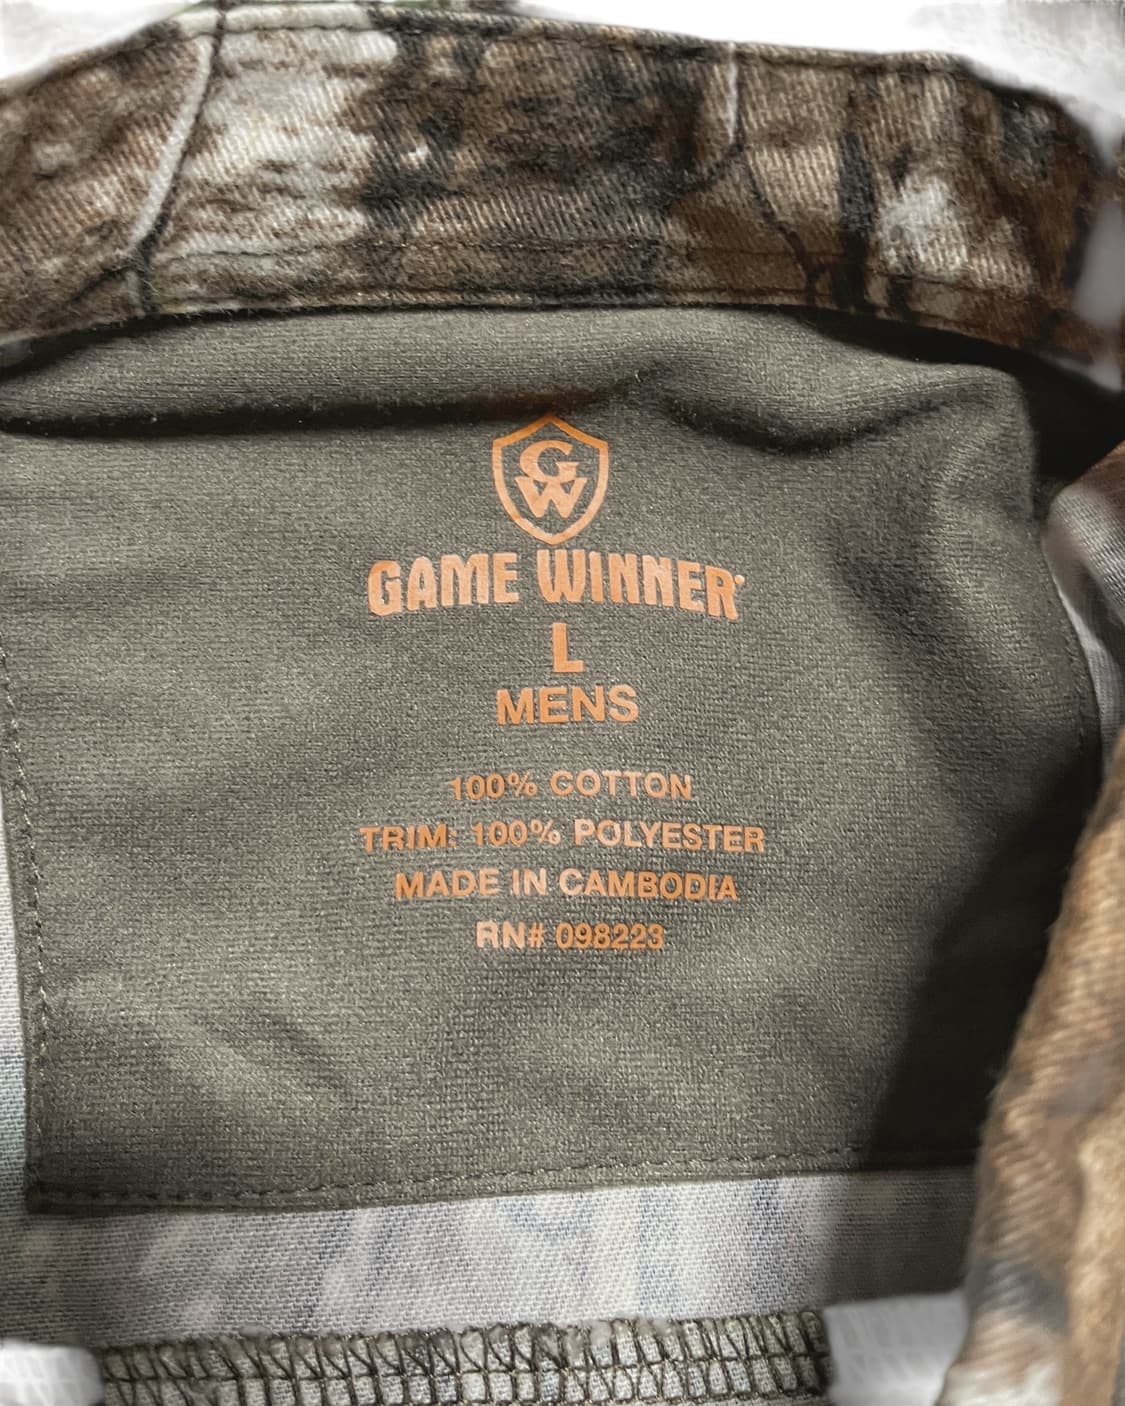 GW
GAME WINNER®
L
MENS
100% COTTON
TRIM: 100% POLYESTER
MADE IN CAMBODIA
RN# 098223